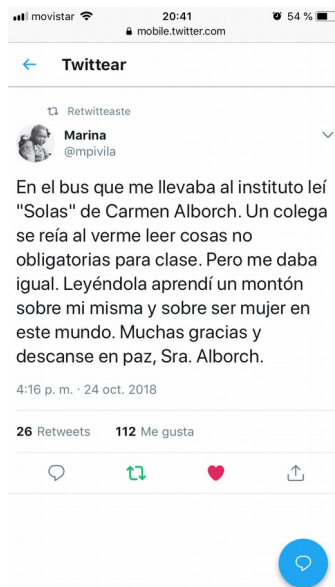 movistar 20:41 54 %
mobile.twitter.com
Twittear
Retwitteaste
Marina
@mpivila
En el bus que me llevaba al instituto leí
"Solas" de Carmen Alborch. Un colega
se reía al verme leer cosas no
obligatorias para clase. Pero me daba
igual. Leyéndola aprendí un montón
sobre mi misma y sobre ser mujer en
este mundo. Muchas gracias y
descanse en paz, Sra. Alborch.
4:16 p. m. · 24 oct. 2018
26 Retweets 112 Me gusta